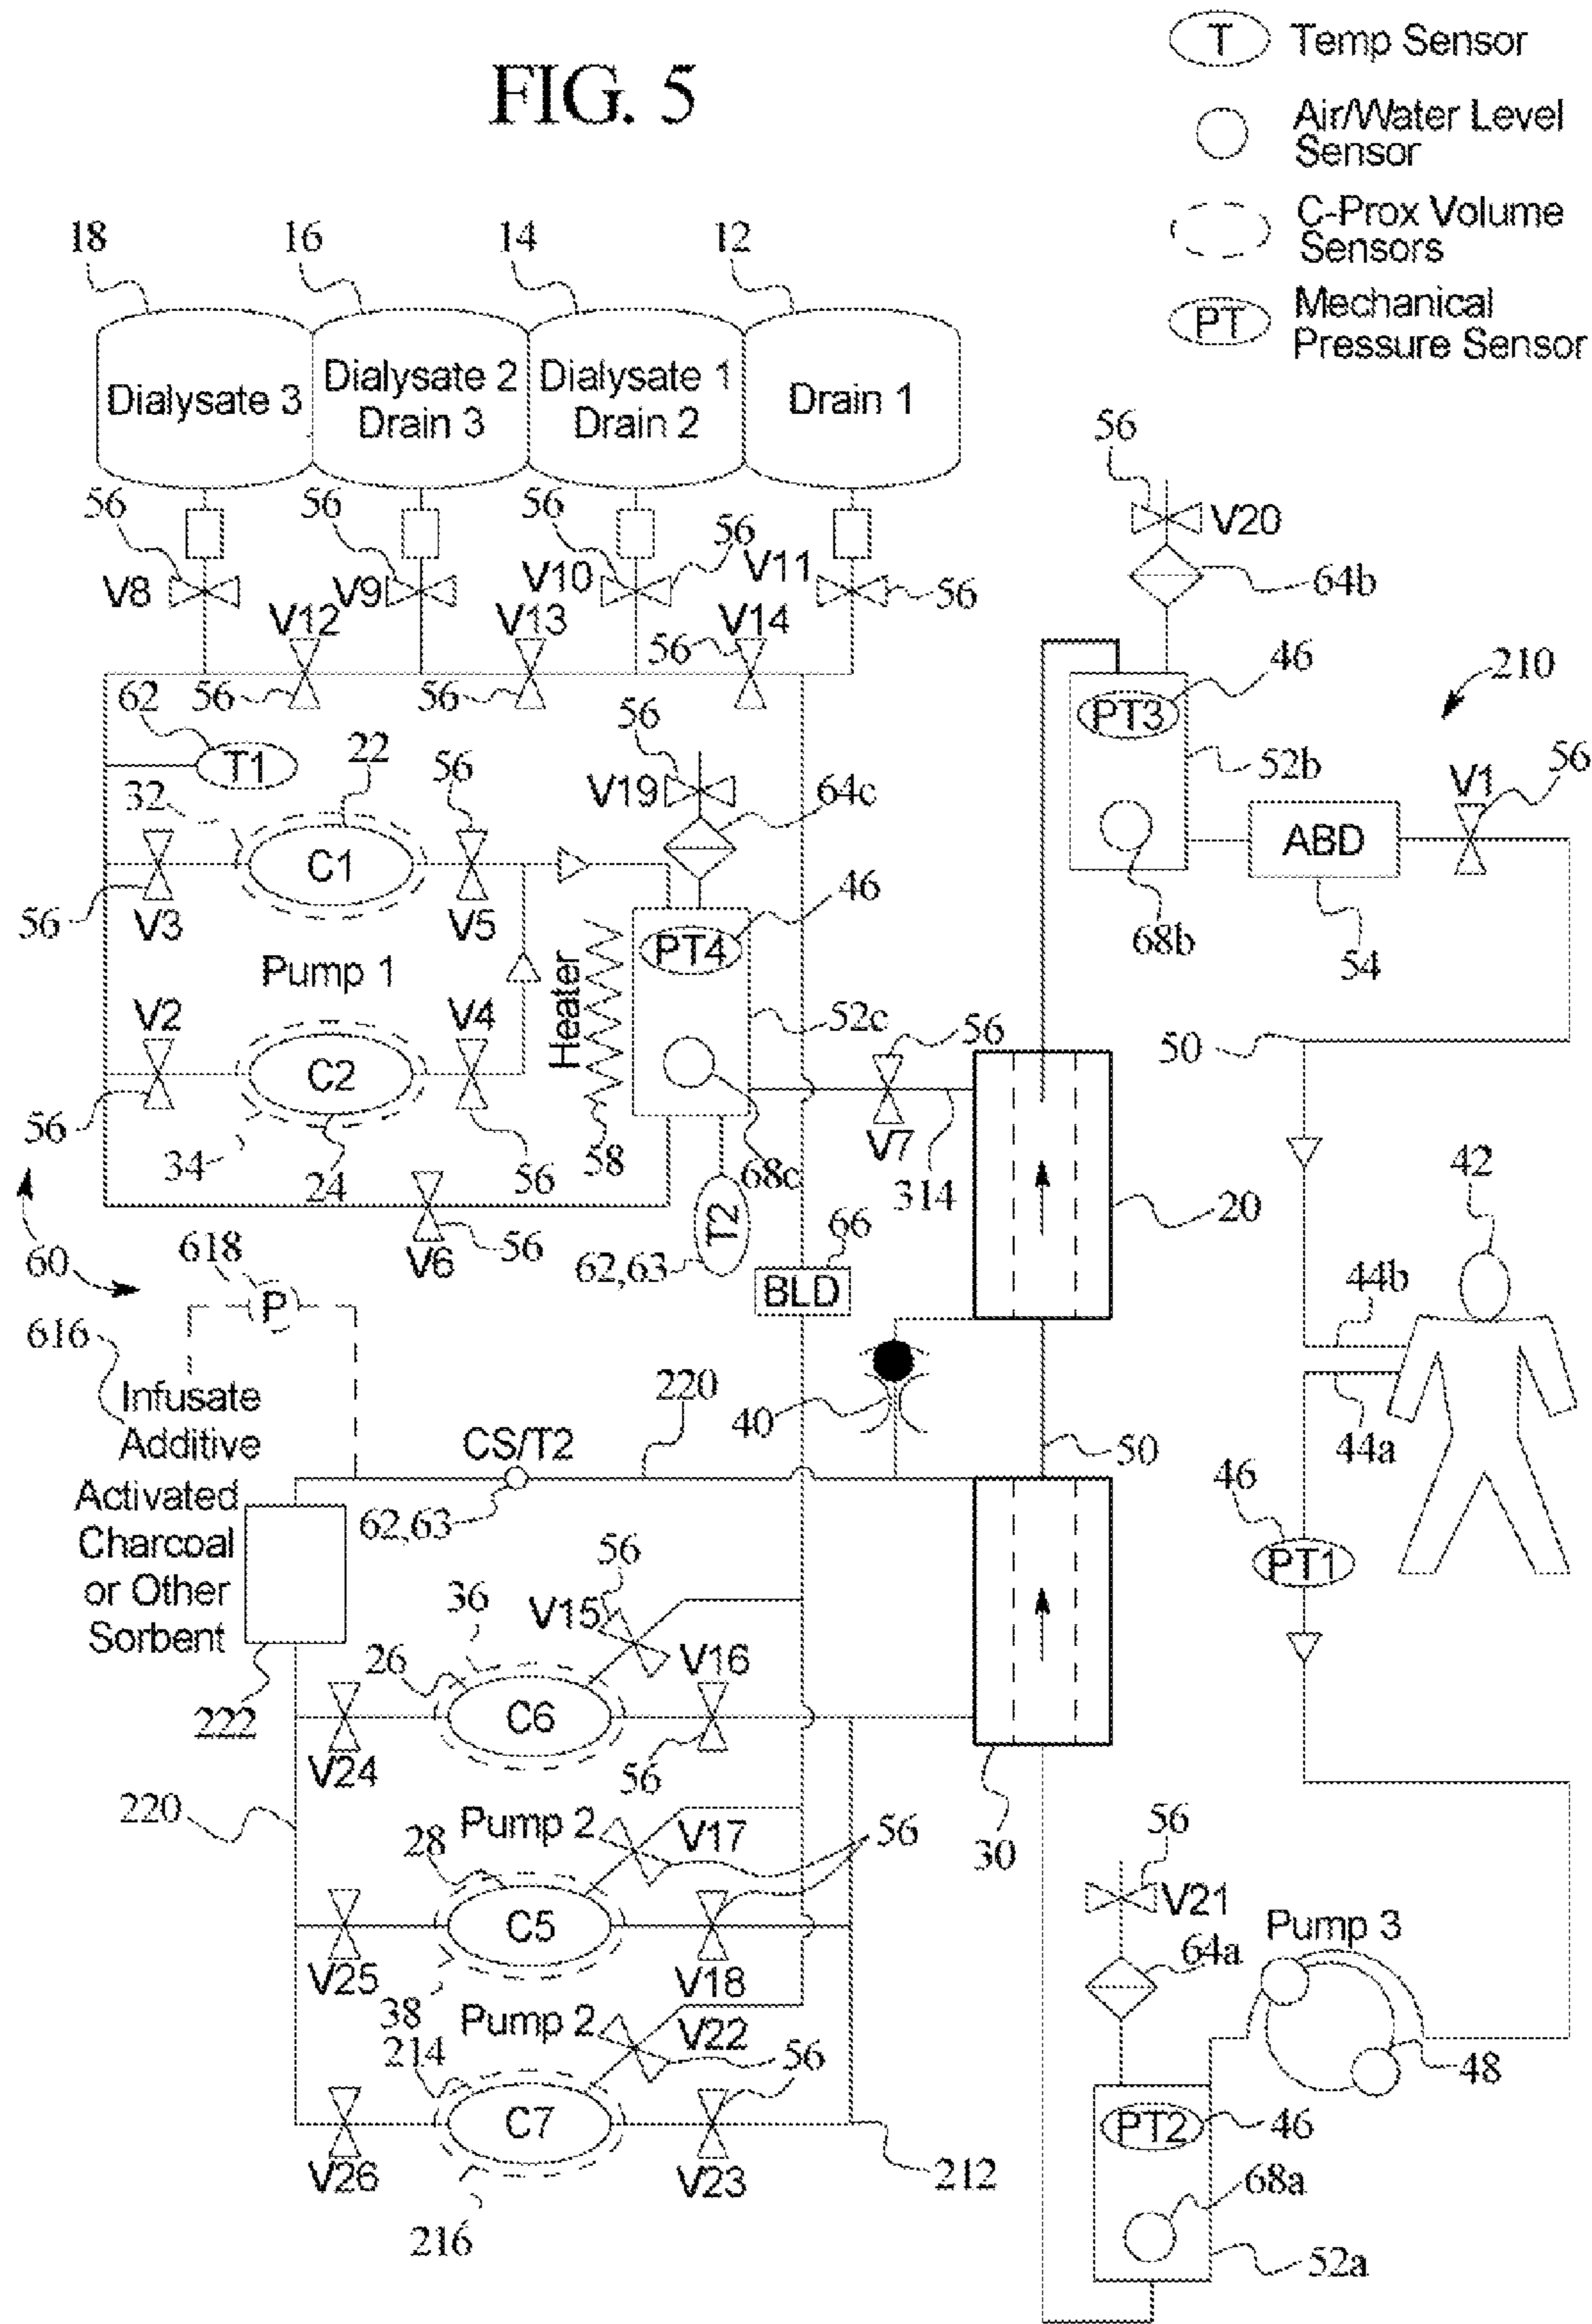 FIG. 5
T Temp Sensor
Air/Water Level
Sensor
C-Prox Volume
Sensors
PT Mechanical
Pressure Sensor
18 16 14 12
Dialysate 3
Dialysate 2
Drain 3
Dialysate 1
Drain 2
Drain 1
56 56 56 56
V8 V9 V10 V11 56
V12 V13 V14
56 56 56
56
V20
64b
46
210
PT3
52b
V1 56
ABD
68b
54
62
T1
22
56
32
C1
V3 V5
56
Pump 1
V2 V4
C2
56
34 24 56
56
V19
64c
46
PT4
Heater
52c
58
68c
T2
62,63
56
V7
314
20
50
42
44b
44a
60
V6 56
618
P
616
66
BLD
Infusate
Additive
CS/T2
220
40
50
62,63
Activated
Charcoal
or Other
Sorbent
222
46
PT1
56
V15
36
26
V16
C6
V24
56
30
220
Pump 2
V17
56
28
C5
V25
V18
38
Pump 2
V22
56
214
C7
V26
V23
216
212
56
V21
64a
Pump 3
48
PT2
46
68a
52a